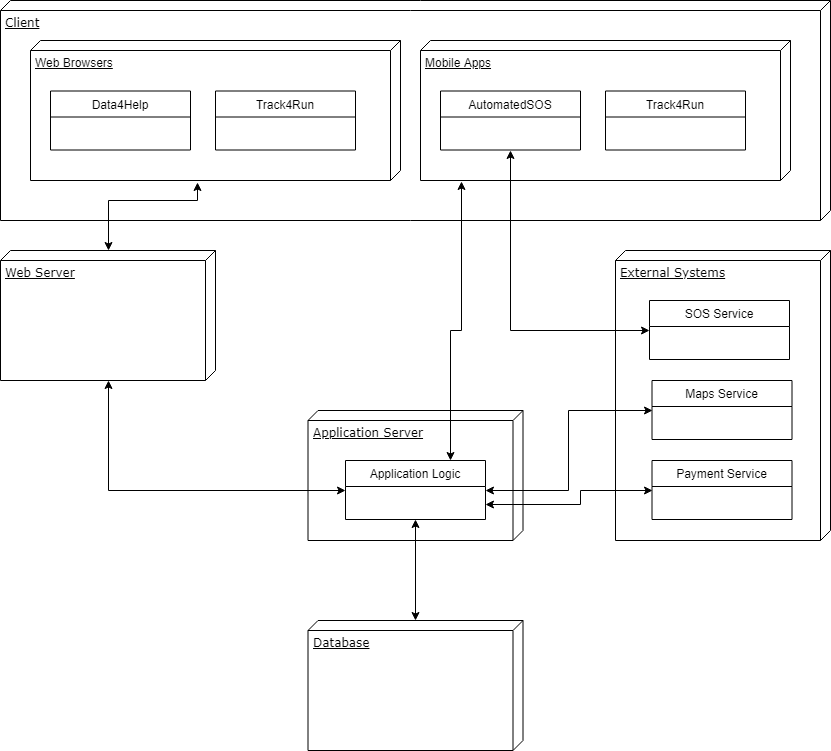 Client
Web Browsers
Data4Help
Track4Run
Mobile Apps
AutomatedSOS
Track4Run
Web Server
External Systems
SOS Service
Maps Service
Payment Service
Application Server
Application Logic
Database